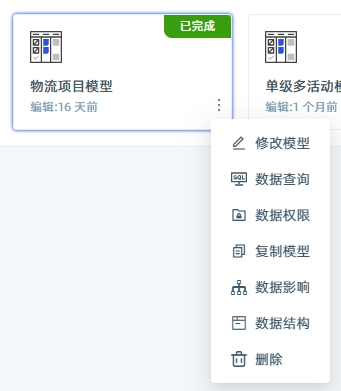 已完成
物流项目模型
编辑:16 天前
单级多活动模
编辑:1 个月前
修改模型
SQL
数据查询
数据权限
复制模型
数据影响
数据结构
删除